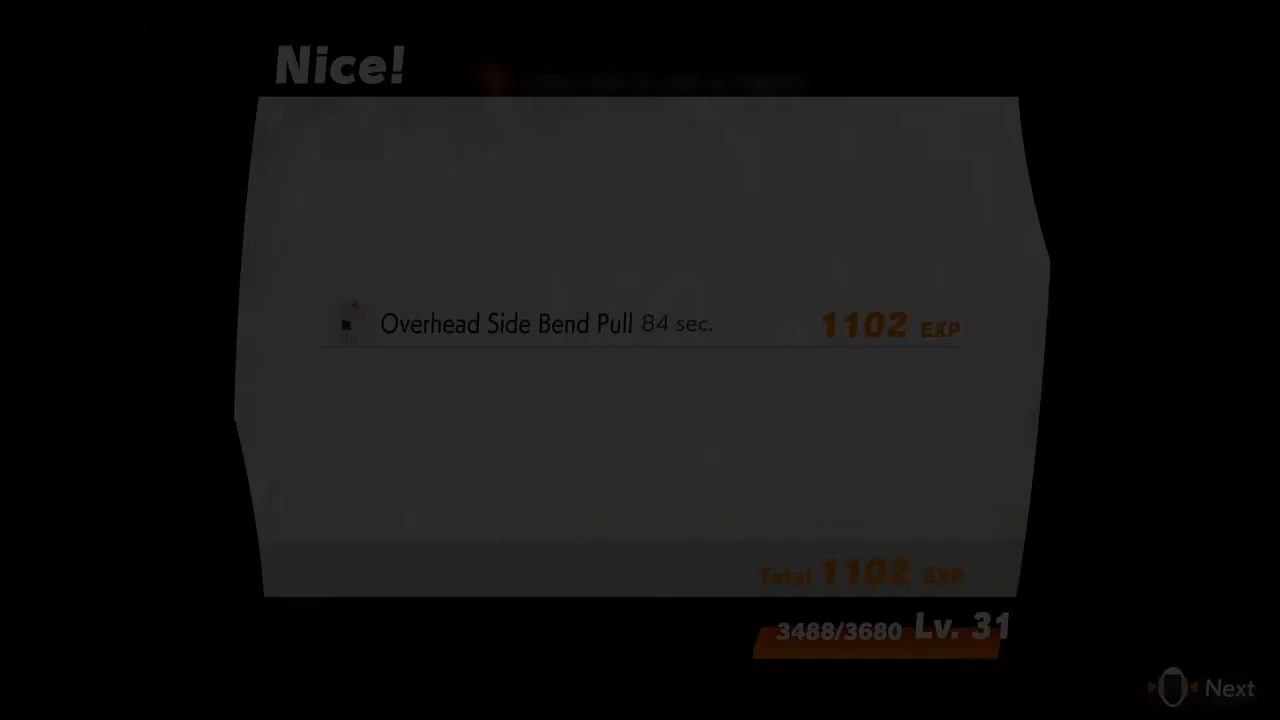 Nice!
Overhead Side Bend Pull 84 sec. 1102 EXP
Total 1102 EXP
3488/3680 Lv. 31
Next